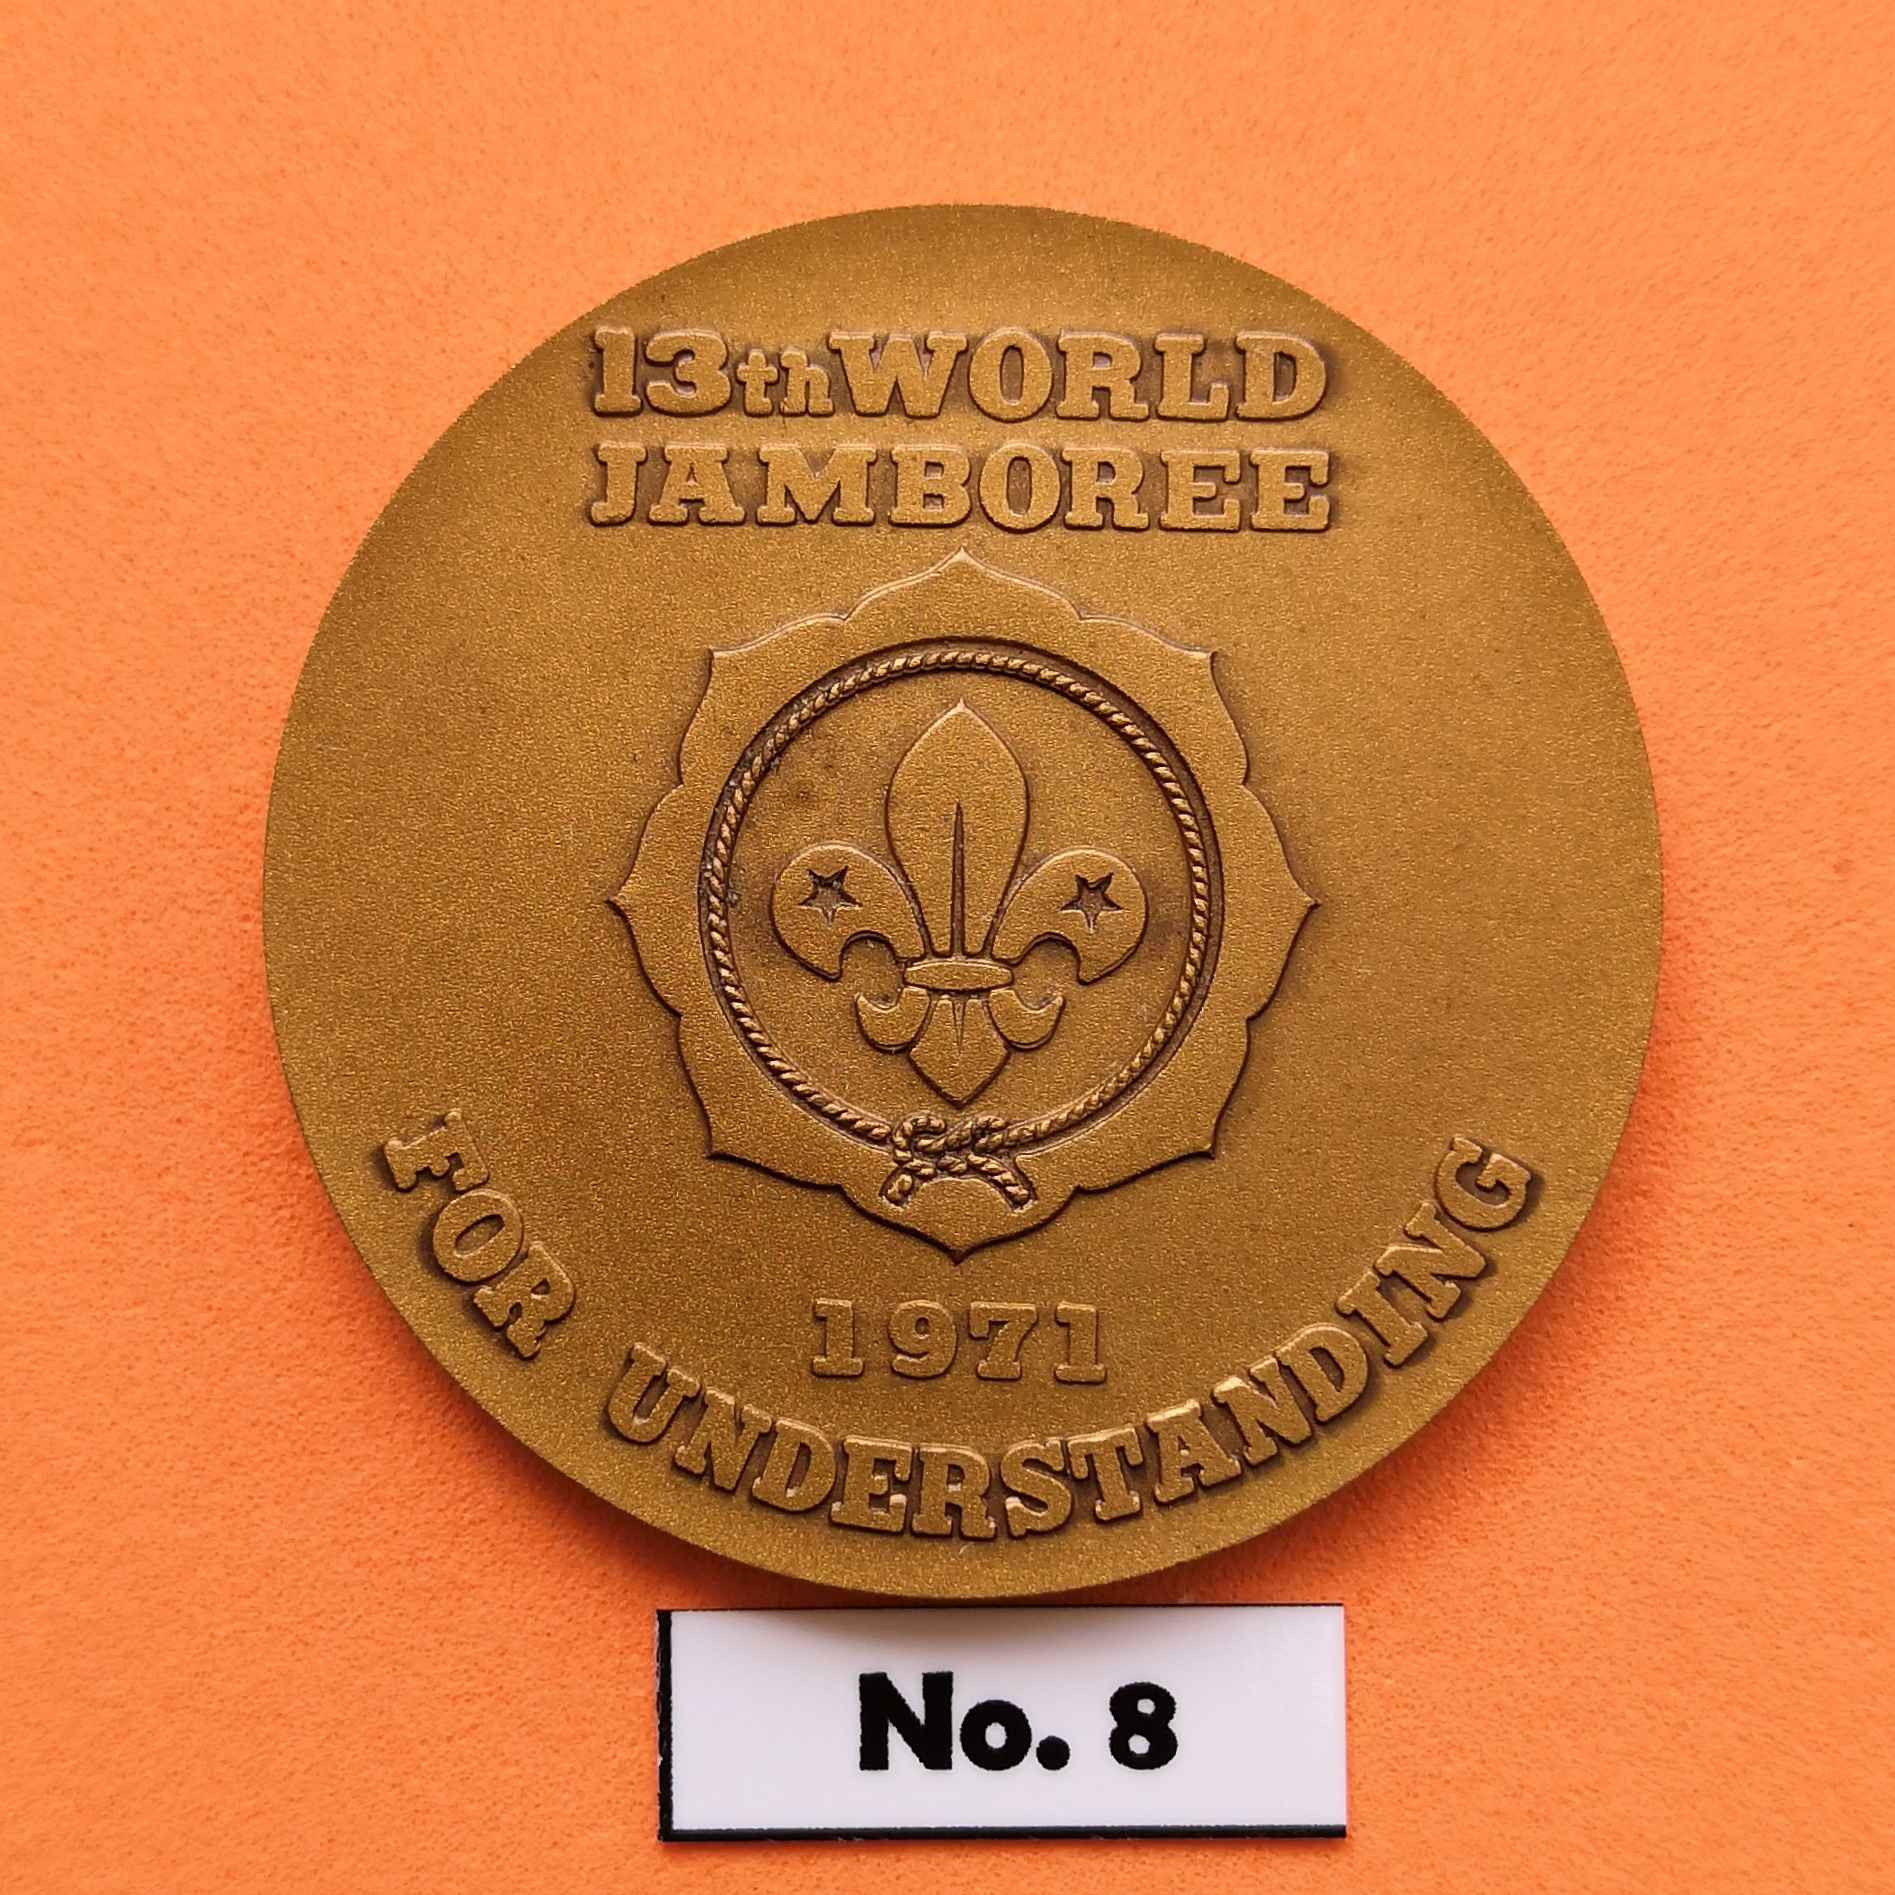 13th WORLD
JAMBOREE
1971
FOR UNDERSTANDING
No. 8